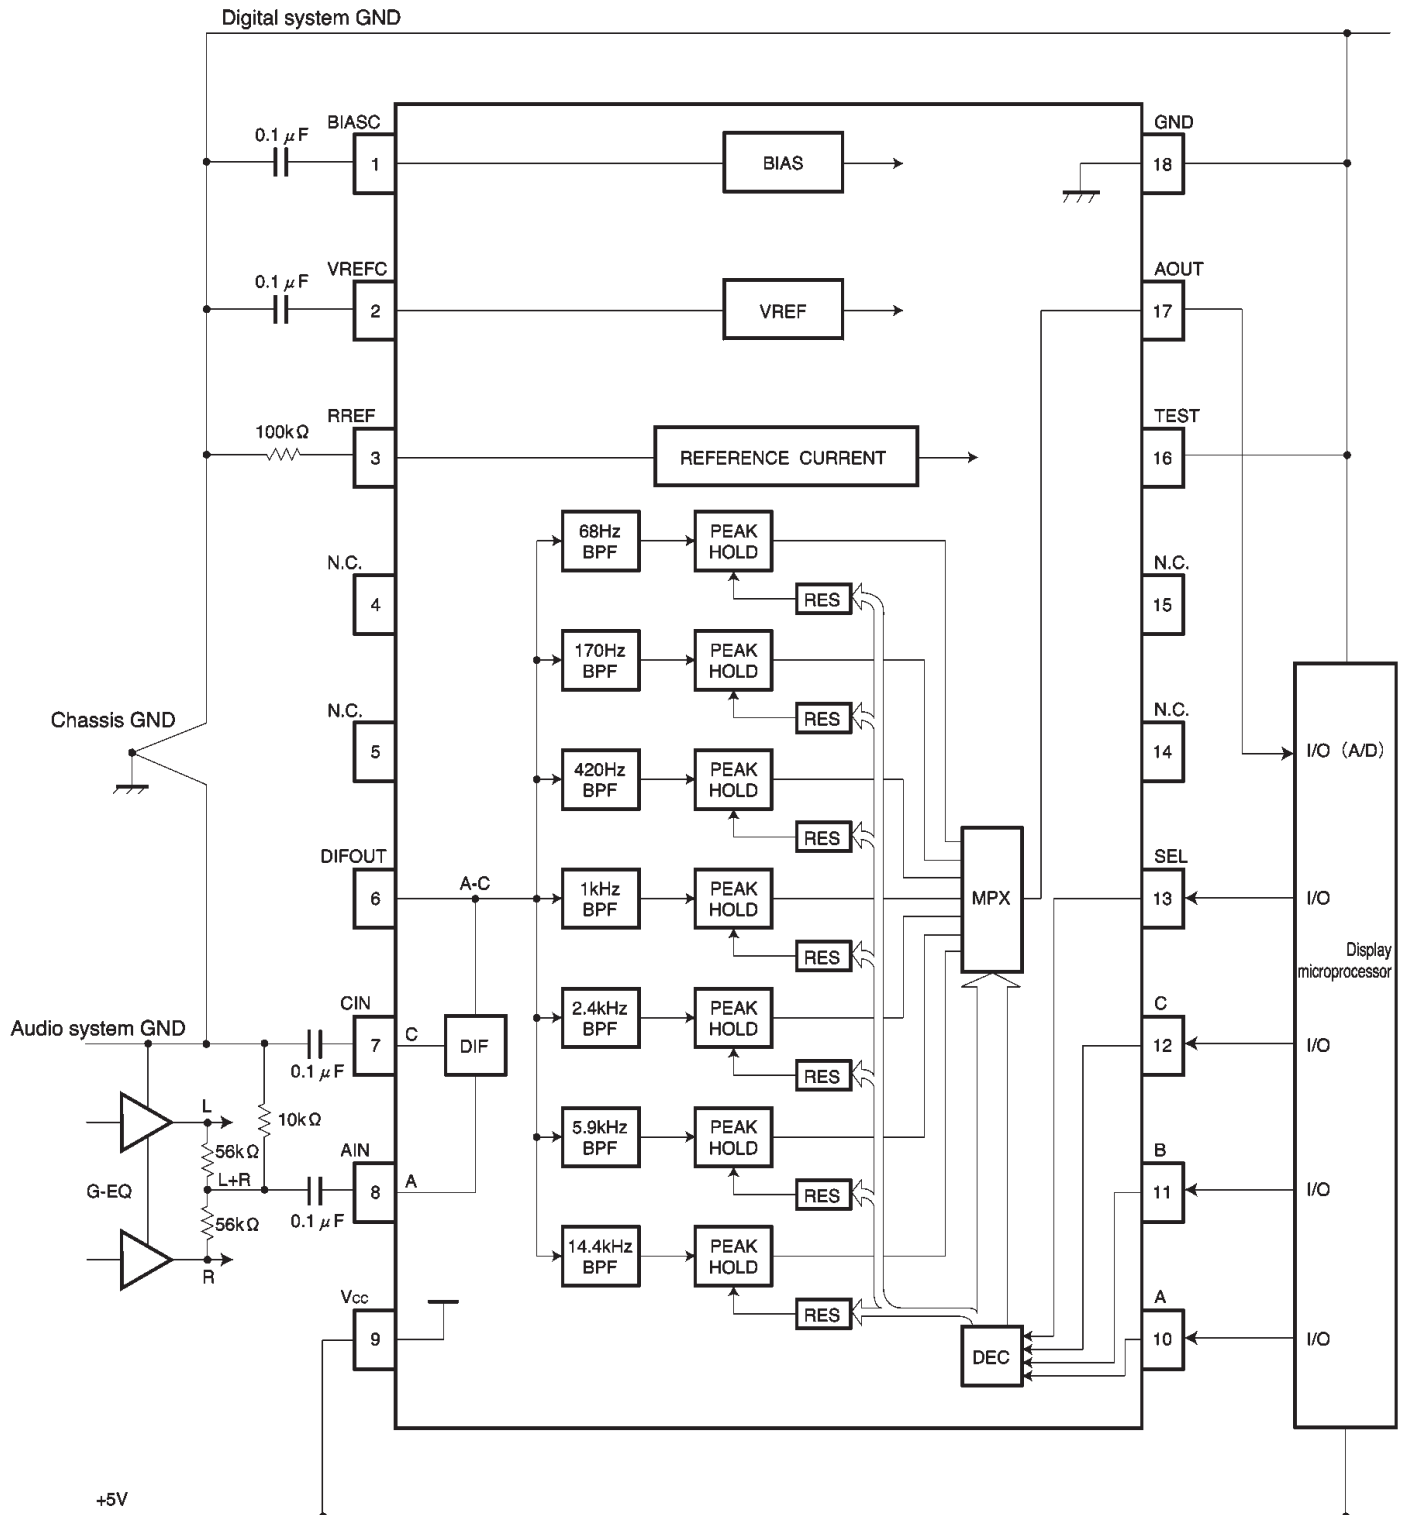 Digital system GND
BIASC
0.1 μF
1
BIAS
GND
18
VREFC
0.1 μF
2
VREF
AOUT
17
RREF
100kΩ
3
REFERENCE CURRENT
TEST
16
68Hz
BPF
PEAK
HOLD
RES
N.C.
4
N.C.
15
170Hz
BPF
PEAK
HOLD
RES
Chassis GND
N.C.
5
N.C.
14
I/O (A/D)
420Hz
BPF
PEAK
HOLD
RES
DIFOUT
6
A-C
1kHz
BPF
PEAK
HOLD
RES
MPX
SEL
13
I/O
Display
microprocessor
Audio system GND
CIN
7
C
0.1 μF
DIF
2.4kHz
BPF
PEAK
HOLD
RES
C
12
I/O
L
10kΩ
56kΩ
L+R
G-EQ
56kΩ
R
AIN
8
A
0.1 μF
5.9kHz
BPF
PEAK
HOLD
RES
B
11
I/O
14.4kHz
BPF
PEAK
HOLD
RES
Vcc
9
DEC
A
10
I/O
+5V